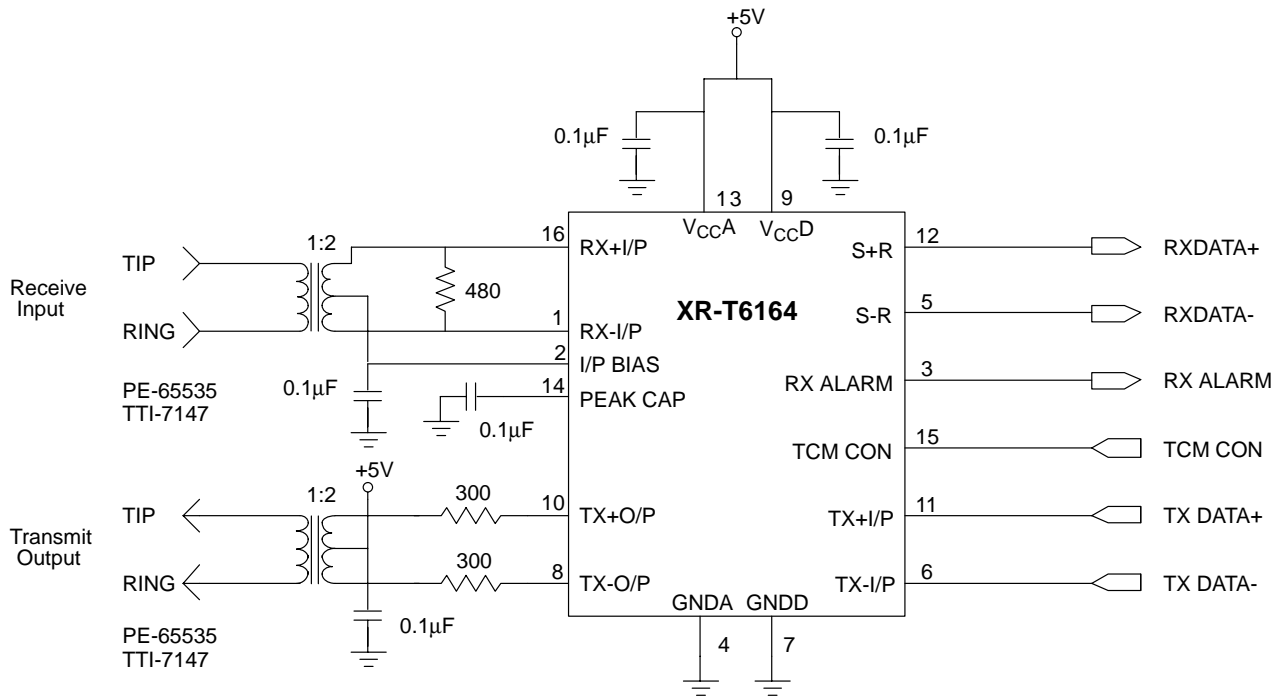 +5V
0.1µF
0.1µF
13
9
VCCA
VCCD
1:2
16
RX+I/P
S+R
12
RXDATA+
TIP
Receive
Input
480
XR-T6164
5
S-R
RXDATA-
RING
1
RX-I/P
2
I/P BIAS
3
RX ALARM
RX ALARM
PE-65535
TTI-7147
0.1µF
14
PEAK CAP
0.1µF
15
TCM CON
TCM CON
+5V
1:2
300
TIP
10
TX+O/P
TX+I/P
11
TX DATA+
Transmit
Output
300
RING
8
TX-O/P
TX-I/P
6
TX DATA-
GNDA
GNDD
0.1µF
PE-65535
TTI-7147
4
7